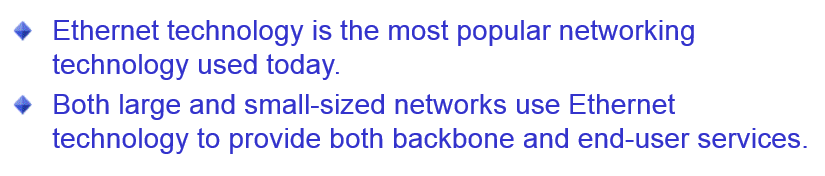 Ethernet technology is the most popular networking
technology used today.
Both large and small-sized networks use Ethernet
technology to provide both backbone and end-user services.